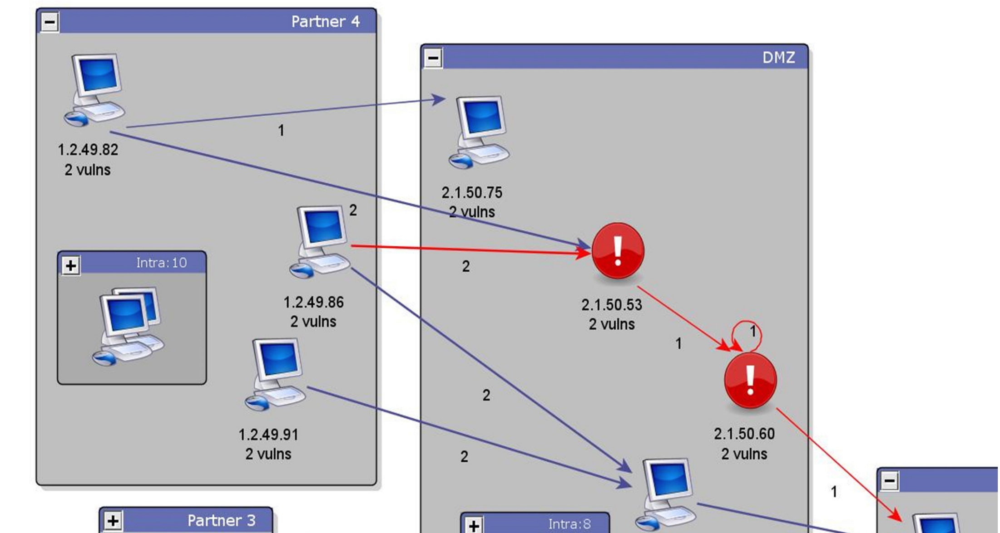 Partner 4
DMZ
1
1.2.49.82
2 vulns
2.1.50.75
2 vulns
2
Intra:10
2
1.2.49.86
2 vulns
2.1.50.53
2 vulns
1
1
2
1.2.49.91
2 vulns
2.1.50.60
2 vulns
2
1
Partner 3
Intra:8